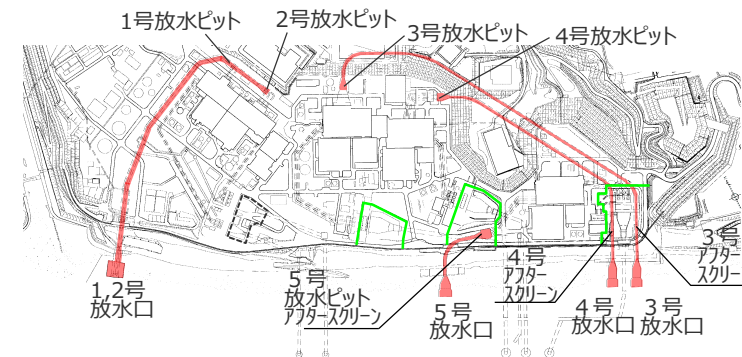 1号放水ピット
2号放水ピット
3号放水ピット
4号放水ピット
1,2号
放水口
5号
放水ピット
アフタースクリーン
5号
放水口
4号
アフター
スクリーン
4号
放水口
3号
放水口
3号
アフター
スクリー